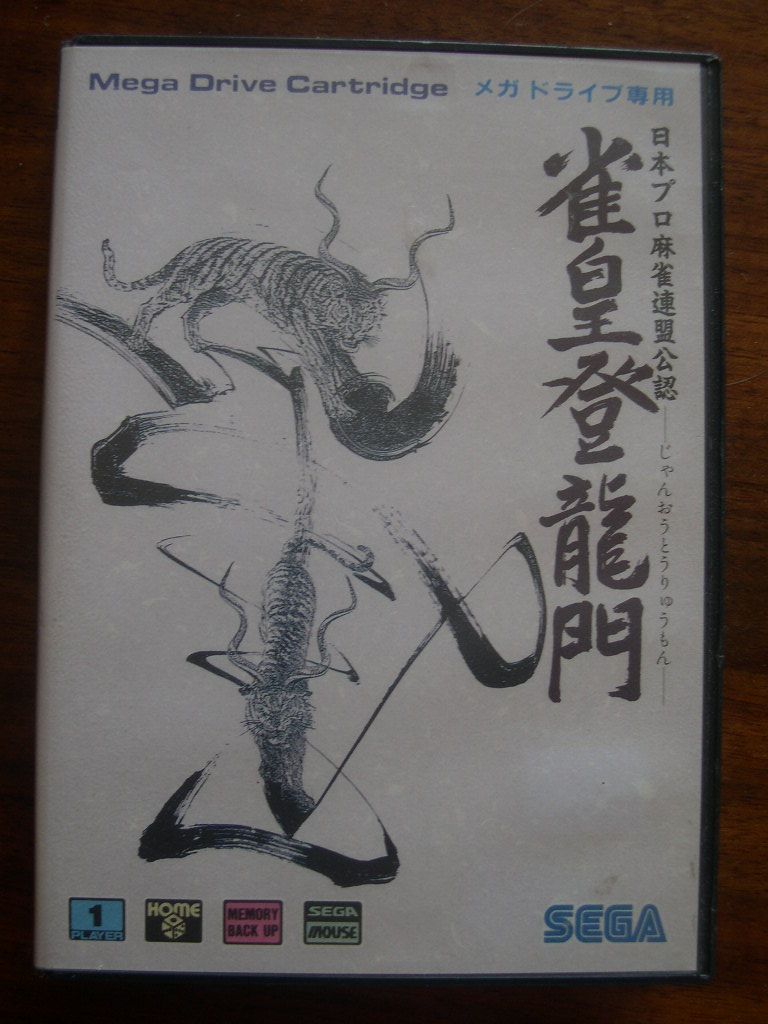 Mega Drive Cartridge メガドライブ専用
日本プロ麻雀連盟公認
雀皇登龍門
じゃんおうとうりゅうもん
1
PLAYER
HOME
MEMORY
BACK UP
SEGA
MOUSE
SEGA